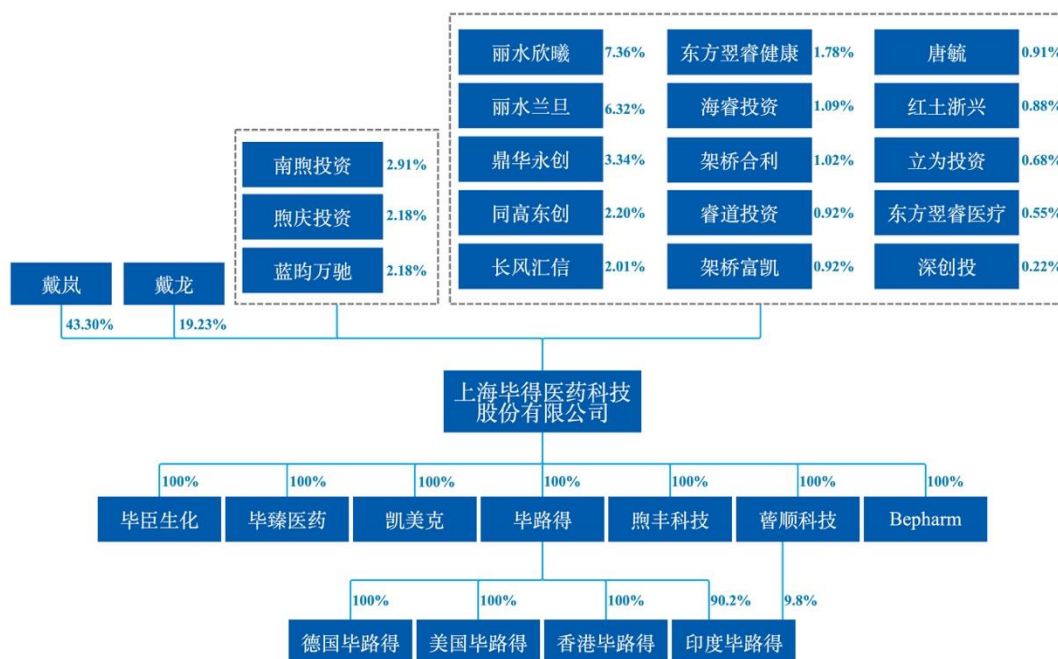 丽水欣曦 7.36% 东方翌睿健康 1.78% 唐毓 0.91%
丽水兰旦 6.32% 海睿投资 1.09% 红土浙兴 0.88%
南煦投资 2.91% 鼎华永创 3.34% 架桥合利 1.02% 立为投资 0.68%
煦庆投资 2.18% 同高东创 2.20% 睿道投资 0.92% 东方翌睿医疗 0.55%
蓝昀万驰 2.18% 长风汇信 2.01% 架桥富凯 0.92% 深创投 0.22%
戴岚 戴龙
43.30% 19.23%
上海毕得医药科技
股份有限公司
100% 100% 100% 100% 100% 100% 100%
毕臣生化 毕臻医药 凯美克 毕路得 煦丰科技 蒈顺科技 Bepharm
100% 100% 100% 90.2% 9.8%
德国毕路得 美国毕路得 香港毕路得 印度毕路得